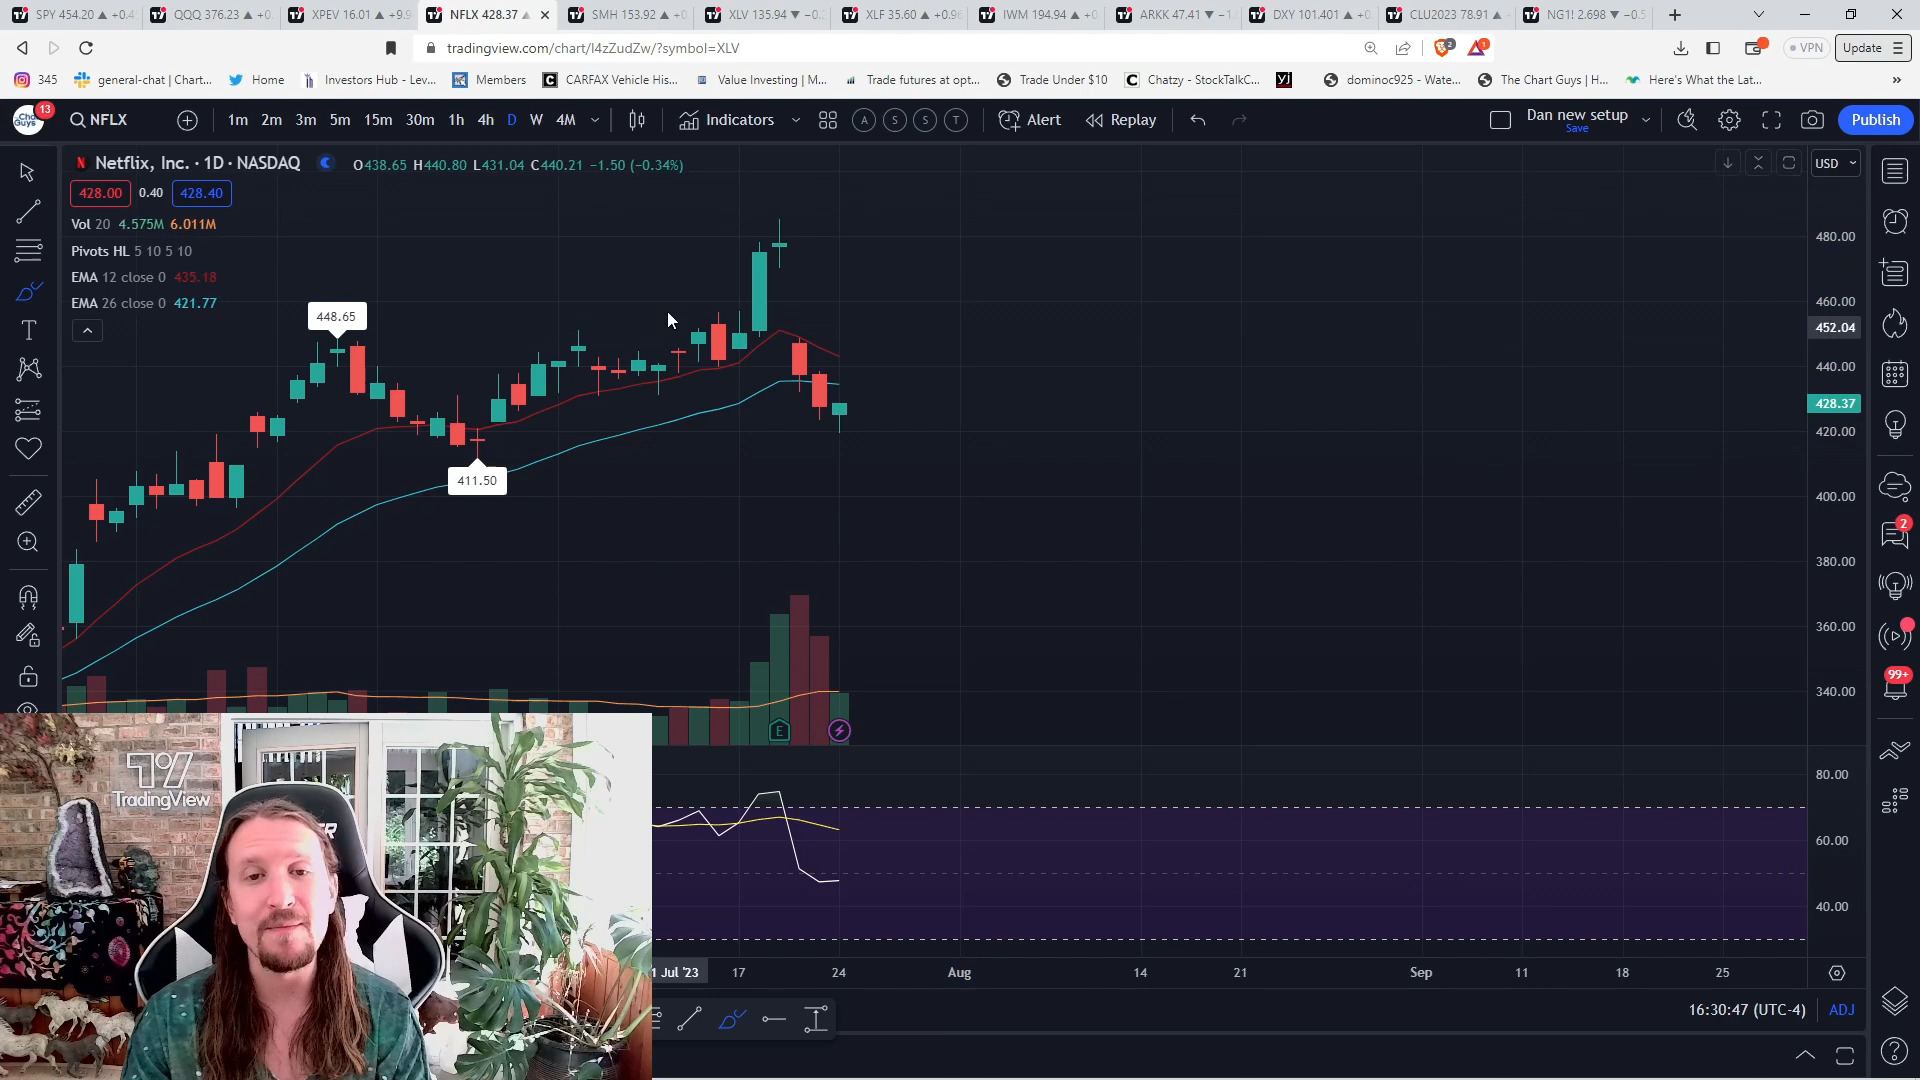 SPY 454.20 ▲ +0.4
QQQ 376.23 ▲ +0.
XPEV 16.01 ▲ +9.9
NFLX 428.37 ▲
SMH 153.92 ▲ +0
XLV 135.94 ▼ −0.
XLF 35.60 ▲ +0.9
IWM 194.94 ▲ +0
ARKK 47.41 ▼ −1
DXY 101.401 ▲ +0
CLU2023 78.91 ▲
NG1! 2.698 ▼ −0.5
tradingview.com/chart/I4zZudZw/?symbol=XLV
2
1
VPN
Update
345
general-chat | Chart...
Home
Investors Hub - Lev...
Members
CARFAX Vehicle His...
Value Investing | M...
Trade futures at opt...
Trade Under $10
Chatzy - StockTalkC...
dominoc925 - Wate...
The Chart Guys | H...
Here's What the Lat...
13
NFLX
1m 2m 3m 5m 15m 30m 1h 4h D W 4M
Indicators
A S S T
Alert
Replay
Dan new setup
Save
Publish
Netflix, Inc. · 1D · NASDAQ
O438.65 H440.80 L431.04 C440.21 −1.50 (−0.34%)
USD
428.00 0.40 428.40
Vol 20 4.575M 6.011M
Pivots HL 5 10 5 10
EMA 12 close 0 435.18
EMA 26 close 0 421.77
448.65
411.50
480.00
460.00
452.04
440.00
428.37
420.00
400.00
380.00
360.00
340.00
80.00
60.00
40.00
2
99+
E
TradingView
1 Jul '23 17 24 Aug 14 21 Sep 11 18 25
16:30:47 (UTC-4) ADJ